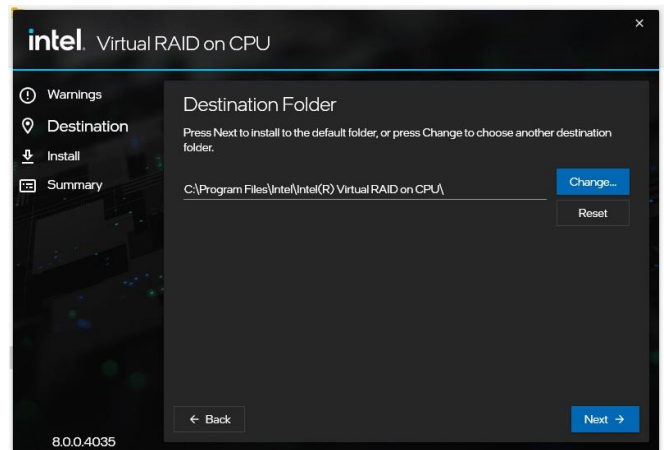 intel. Virtual RAID on CPU
Warnings
Destination
Install
Summary
Destination Folder
Press Next to install to the default folder, or press Change to choose another destination
folder.
C:\Program Files\Intel\Intel(R) Virtual RAID on CPU\
Change...
Reset
← Back
Next →
8.0.0.4035